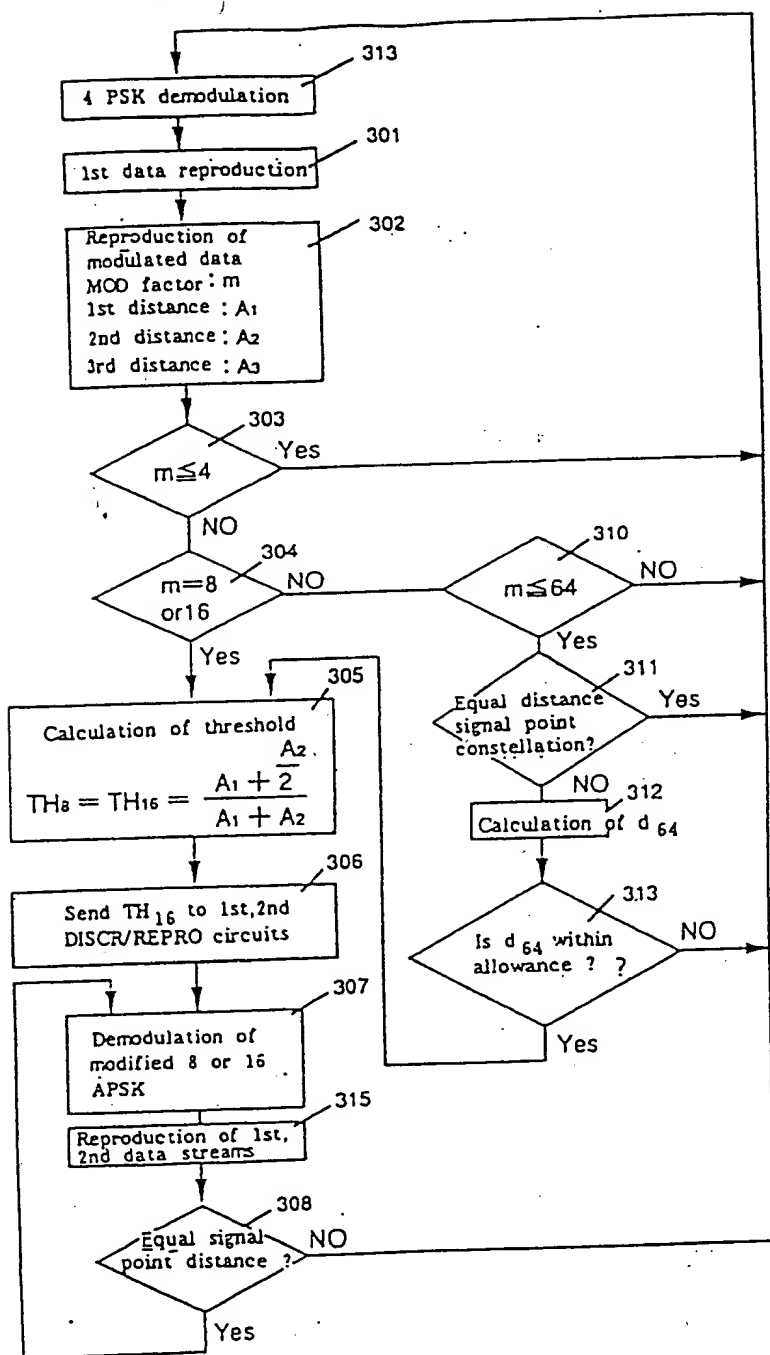 313
4 PSK demodulation
301
1st data reproduction
302
Reproduction of
modulated data
MOD factor : m
1st distance : A1
2nd distance : A2
3rd distance : A3
303
m≦4
Yes
NO
304
m=8
or16
NO
Yes
310
m≦64
NO
Yes
311
Equal distance
signal point
constellation?
Yes
NO
312
Calculation of d 64
313
Is d 64 within
allowance ? ?
NO
Yes
305
Calculation of threshold
TH8 = TH16 = (A1 + A2/2) / (A1 + A2)
306
Send TH16 to 1st,2nd
DISCR/REPRO circuits
307
Demodulation of
modified 8 or 16
APSK
315
Reproduction of 1st,
2nd data streams
308
Equal signal
point distance ?
NO
Yes